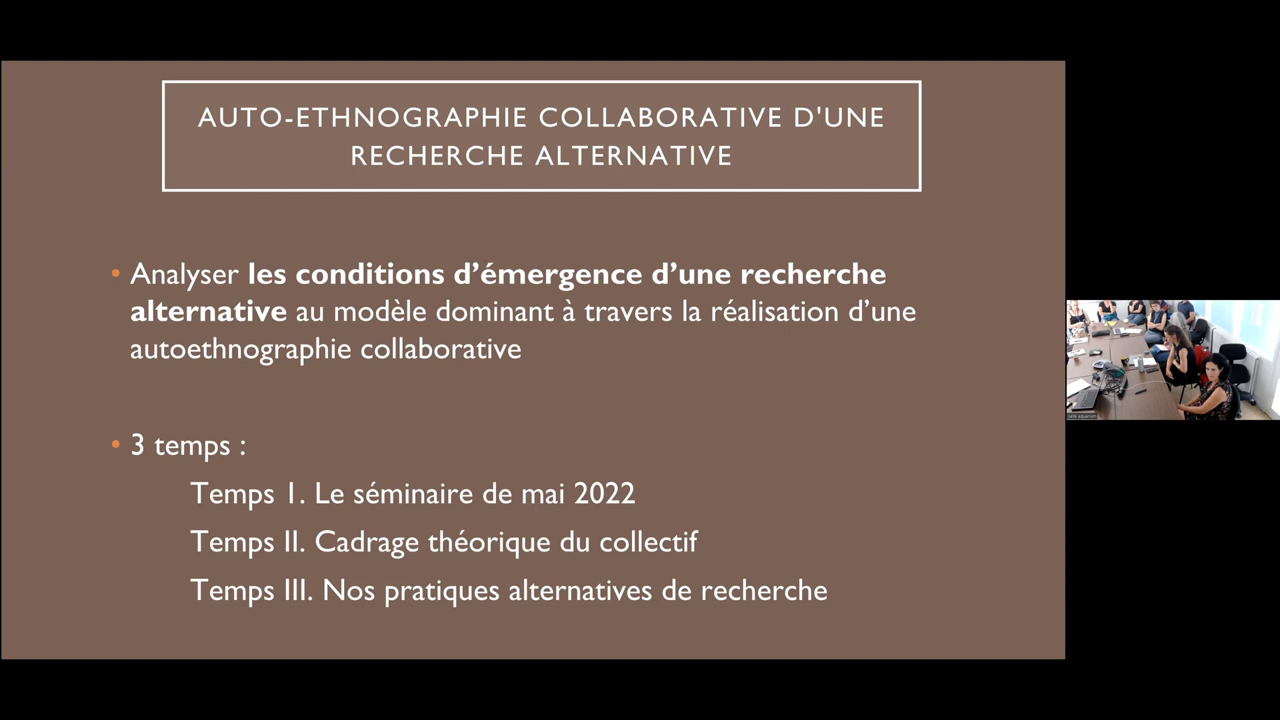 AUTO-ETHNOGRAPHIE COLLABORATIVE D'UNE
RECHERCHE ALTERNATIVE
• Analyser les conditions d’émergence d’une recherche
alternative au modèle dominant à travers la réalisation d’une
autoethnographie collaborative
• 3 temps :
Temps 1. Le séminaire de mai 2022
Temps II. Cadrage théorique du collectif
Temps III. Nos pratiques alternatives de recherche